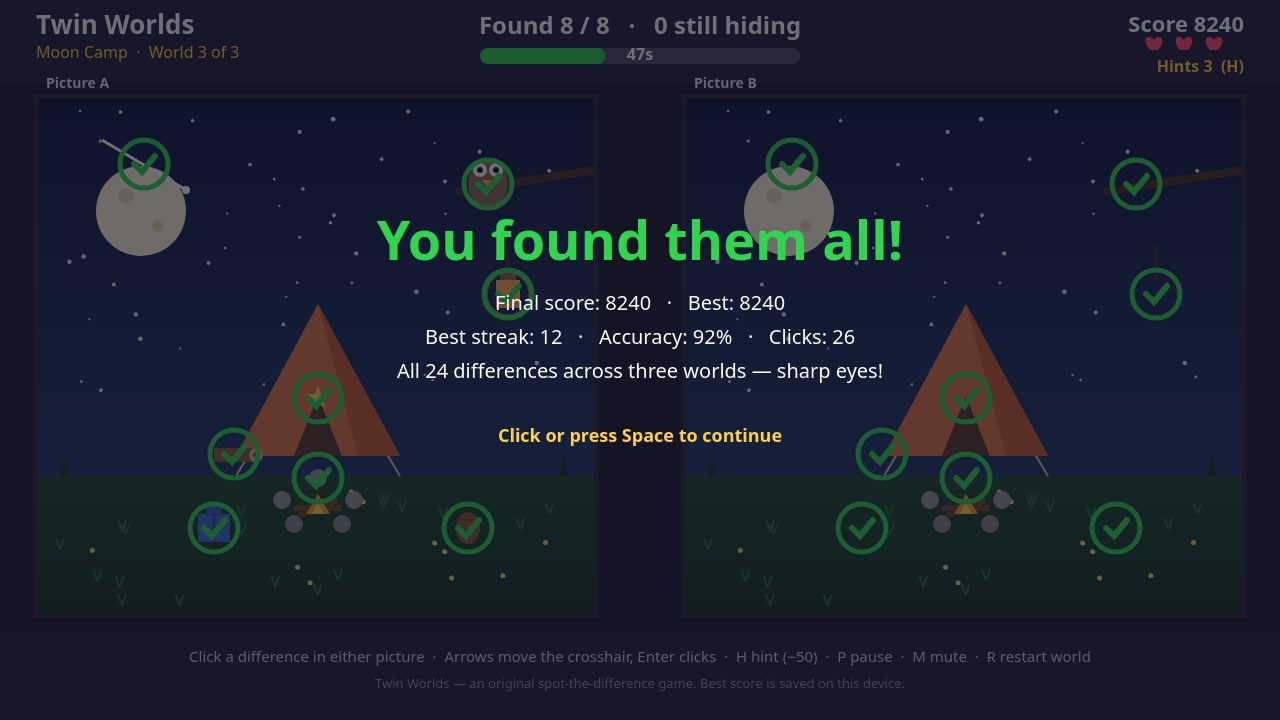 Twin Worlds
Moon Camp · World 3 of 3
Found 8 / 8 · 0 still hiding
47s
Score 8240
Hints 3 (H)
Picture A
Picture B
You found them all!
Final score: 8240 · Best: 8240
Best streak: 12 · Accuracy: 92% · Clicks: 26
All 24 differences across three worlds — sharp eyes!
Click or press Space to continue
Click a difference in either picture · Arrows move the crosshair, Enter clicks · H hint (−50) · P pause · M mute · R restart world
Twin Worlds — an original spot-the-difference game. Best score is saved on this device.